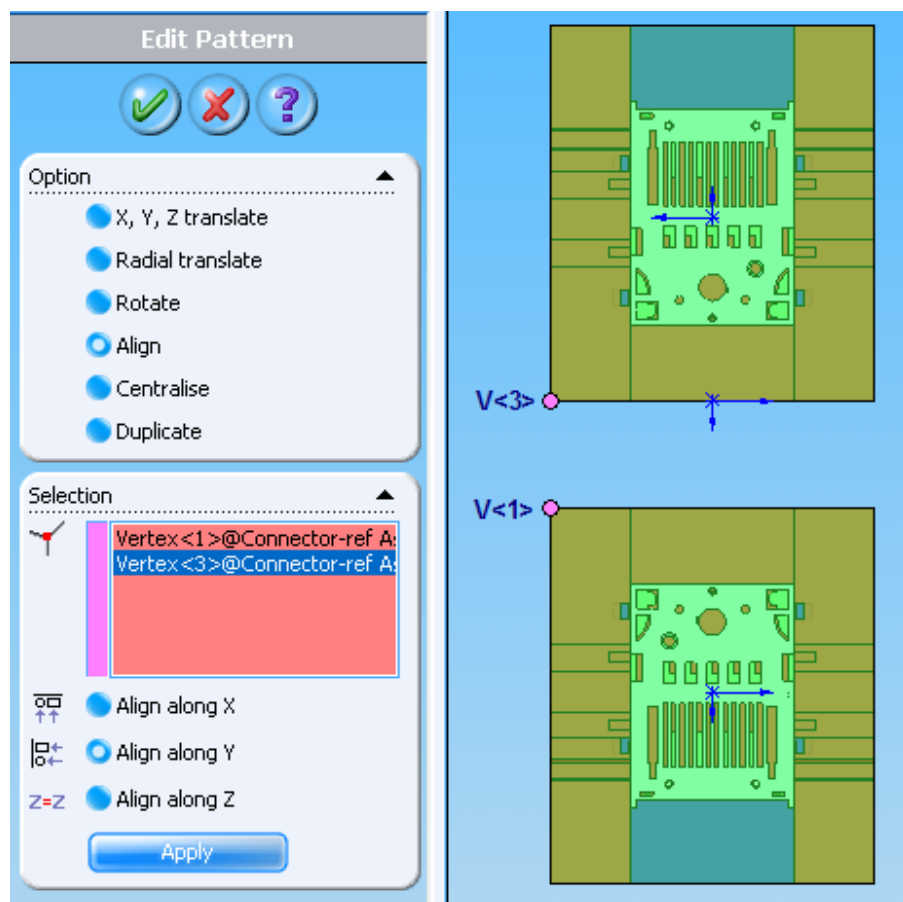 Edit Pattern
?
Option
X, Y, Z translate
Radial translate
Rotate
Align
Centralise
Duplicate
Selection
Vertex<1>@Connector-ref A
Vertex<3>@Connector-ref A
Align along X
Align along Y
Z=Z
Align along Z
Apply
V<3>
V<1>